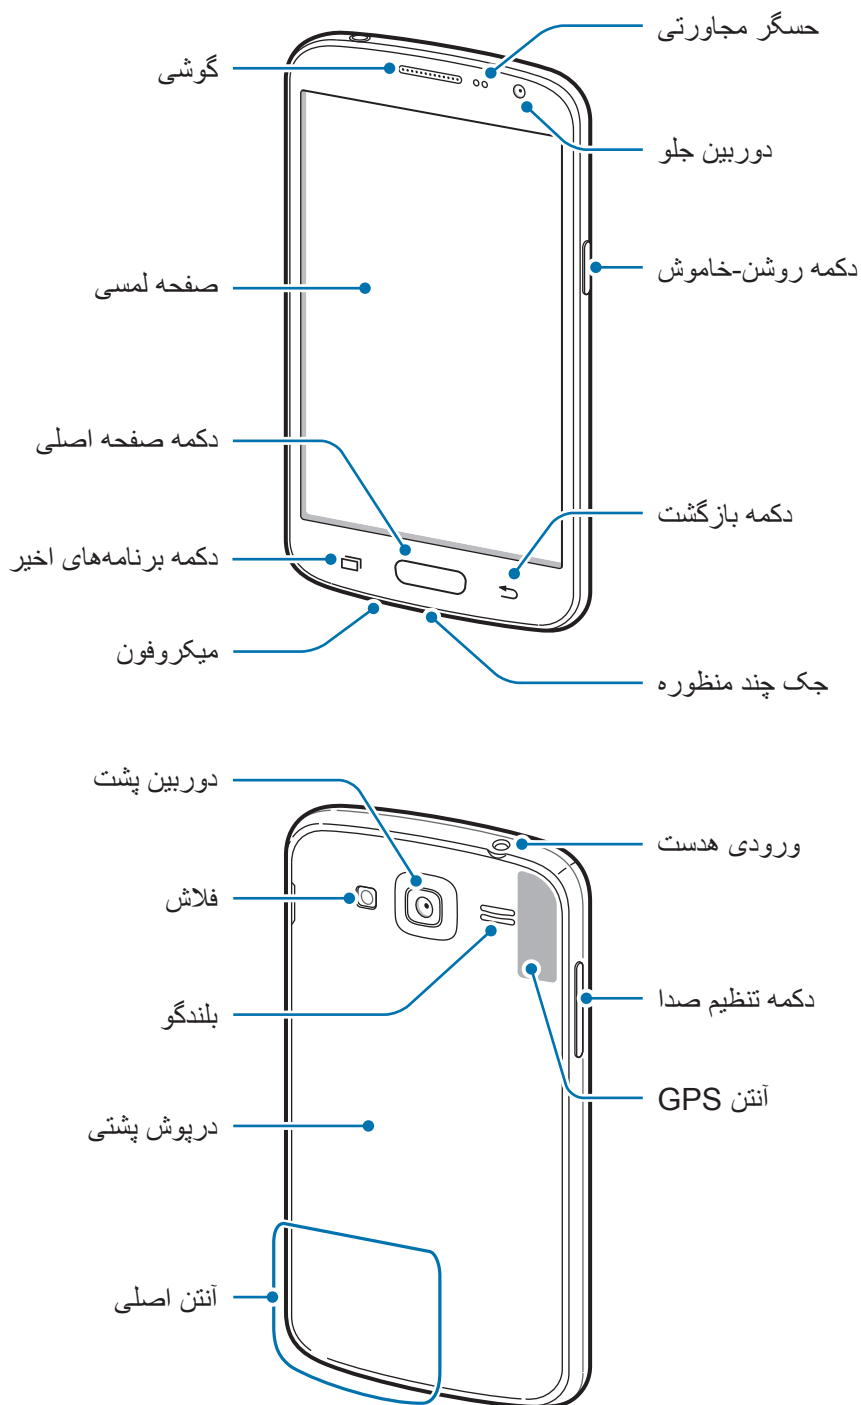 حسگر مجاورتی
گوشی
دوربین جلو
دکمه روشن-خاموش
صفحه لمسی
دکمه صفحه اصلی
دکمه بازگشت
دکمه برنامه‌های اخیر
میکروفون
جک چند منظوره
دوربین پشت
ورودی هدست
فلاش
دکمه تنظیم صدا
بلندگو
آنتن GPS
درپوش پشتی
آنتن اصلی